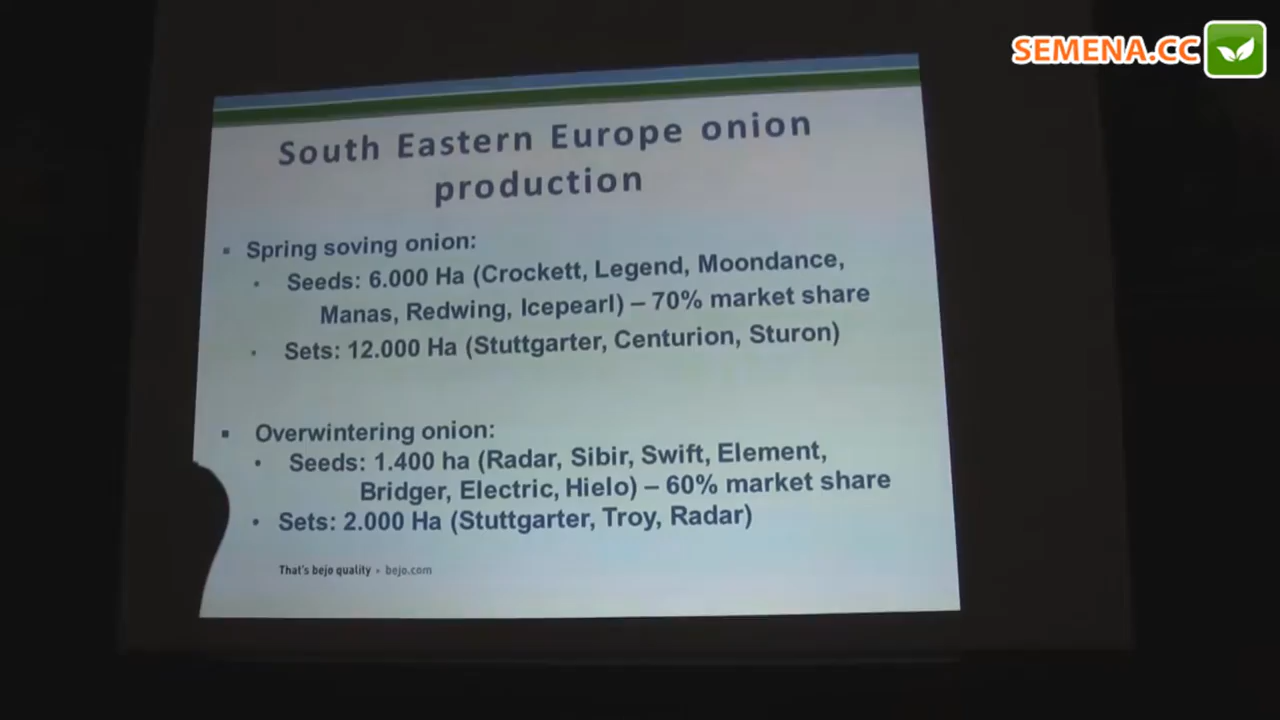 SEMENA.CC
South Eastern Europe onion
production
▪ Spring soving onion:
• Seeds: 6.000 Ha (Crockett, Legend, Moondance,
Manas, Redwing, Icepearl) – 70% market share
• Sets: 12.000 Ha (Stuttgarter, Centurion, Sturon)
▪ Overwintering onion:
• Seeds: 1.400 ha (Radar, Sibir, Swift, Element,
Bridger, Electric, Hielo) – 60% market share
• Sets: 2.000 Ha (Stuttgarter, Troy, Radar)
That's bejo quality • bejo.com